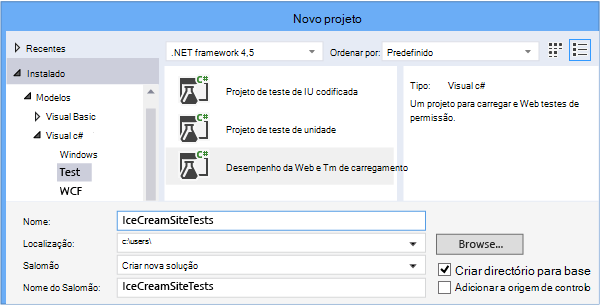 Novo projeto
Recentes
.NET framework 4,5
Ordenar por:
Predefinido
Instalado
Modelos
Visual Basic
Visual c#
Windows
Test
WCF
C#
Projeto de teste de IU codificada
C#
Projeto de teste de unidade
C#
Desempenho da Web e Tm de carregamento
Tipo: Visual c#
Um projeto para carregar e Web testes de
permissão.
Nome: IceCreamSiteTests
Localização: c:\users\
Browse...
Salomão Criar nova solução
Criar directório para base
Nome do Salomão: IceCreamSiteTests
Adicionar a origem de controlo